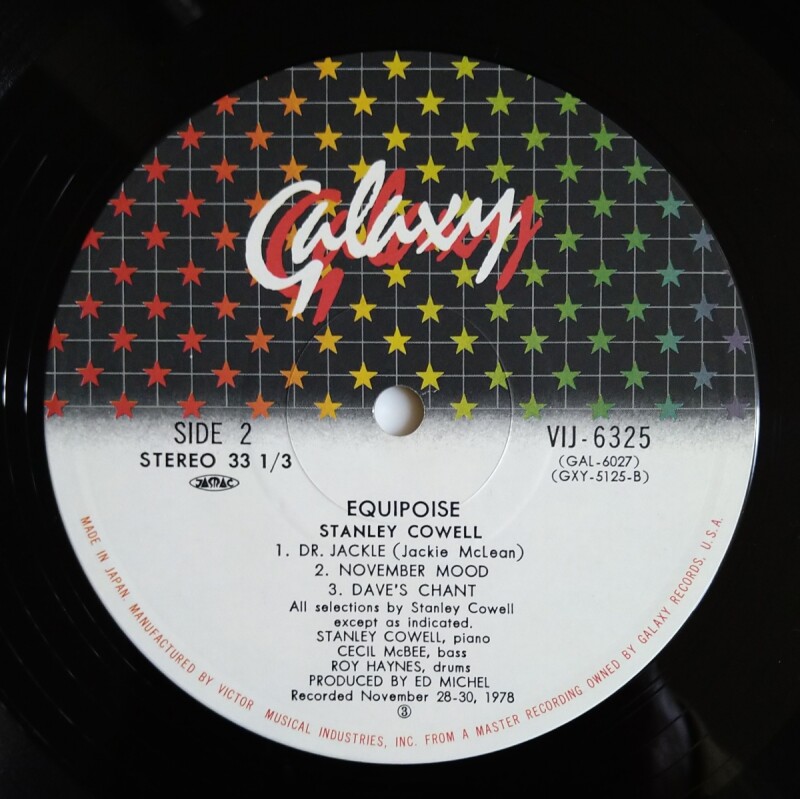 Galaxy
SIDE 2
STEREO 33 1/3
JASRAC
VIJ-6325
(GAL-6027)
(GXY-5125-B)
EQUIPOISE
STANLEY COWELL
1. DR. JACKLE (Jackie McLean)
2. NOVEMBER MOOD
3. DAVE'S CHANT
All selections by Stanley Cowell
except as indicated.
STANLEY COWELL, piano
CECIL McBEE, bass
ROY HAYNES, drums
PRODUCED BY ED MICHEL
Recorded November 28-30, 1978
③
MADE IN JAPAN. MANUFACTURED BY VICTOR MUSICAL INDUSTRIES, INC. FROM A MASTER RECORDING OWNED BY GALAXY RECORDS, U.S.A.